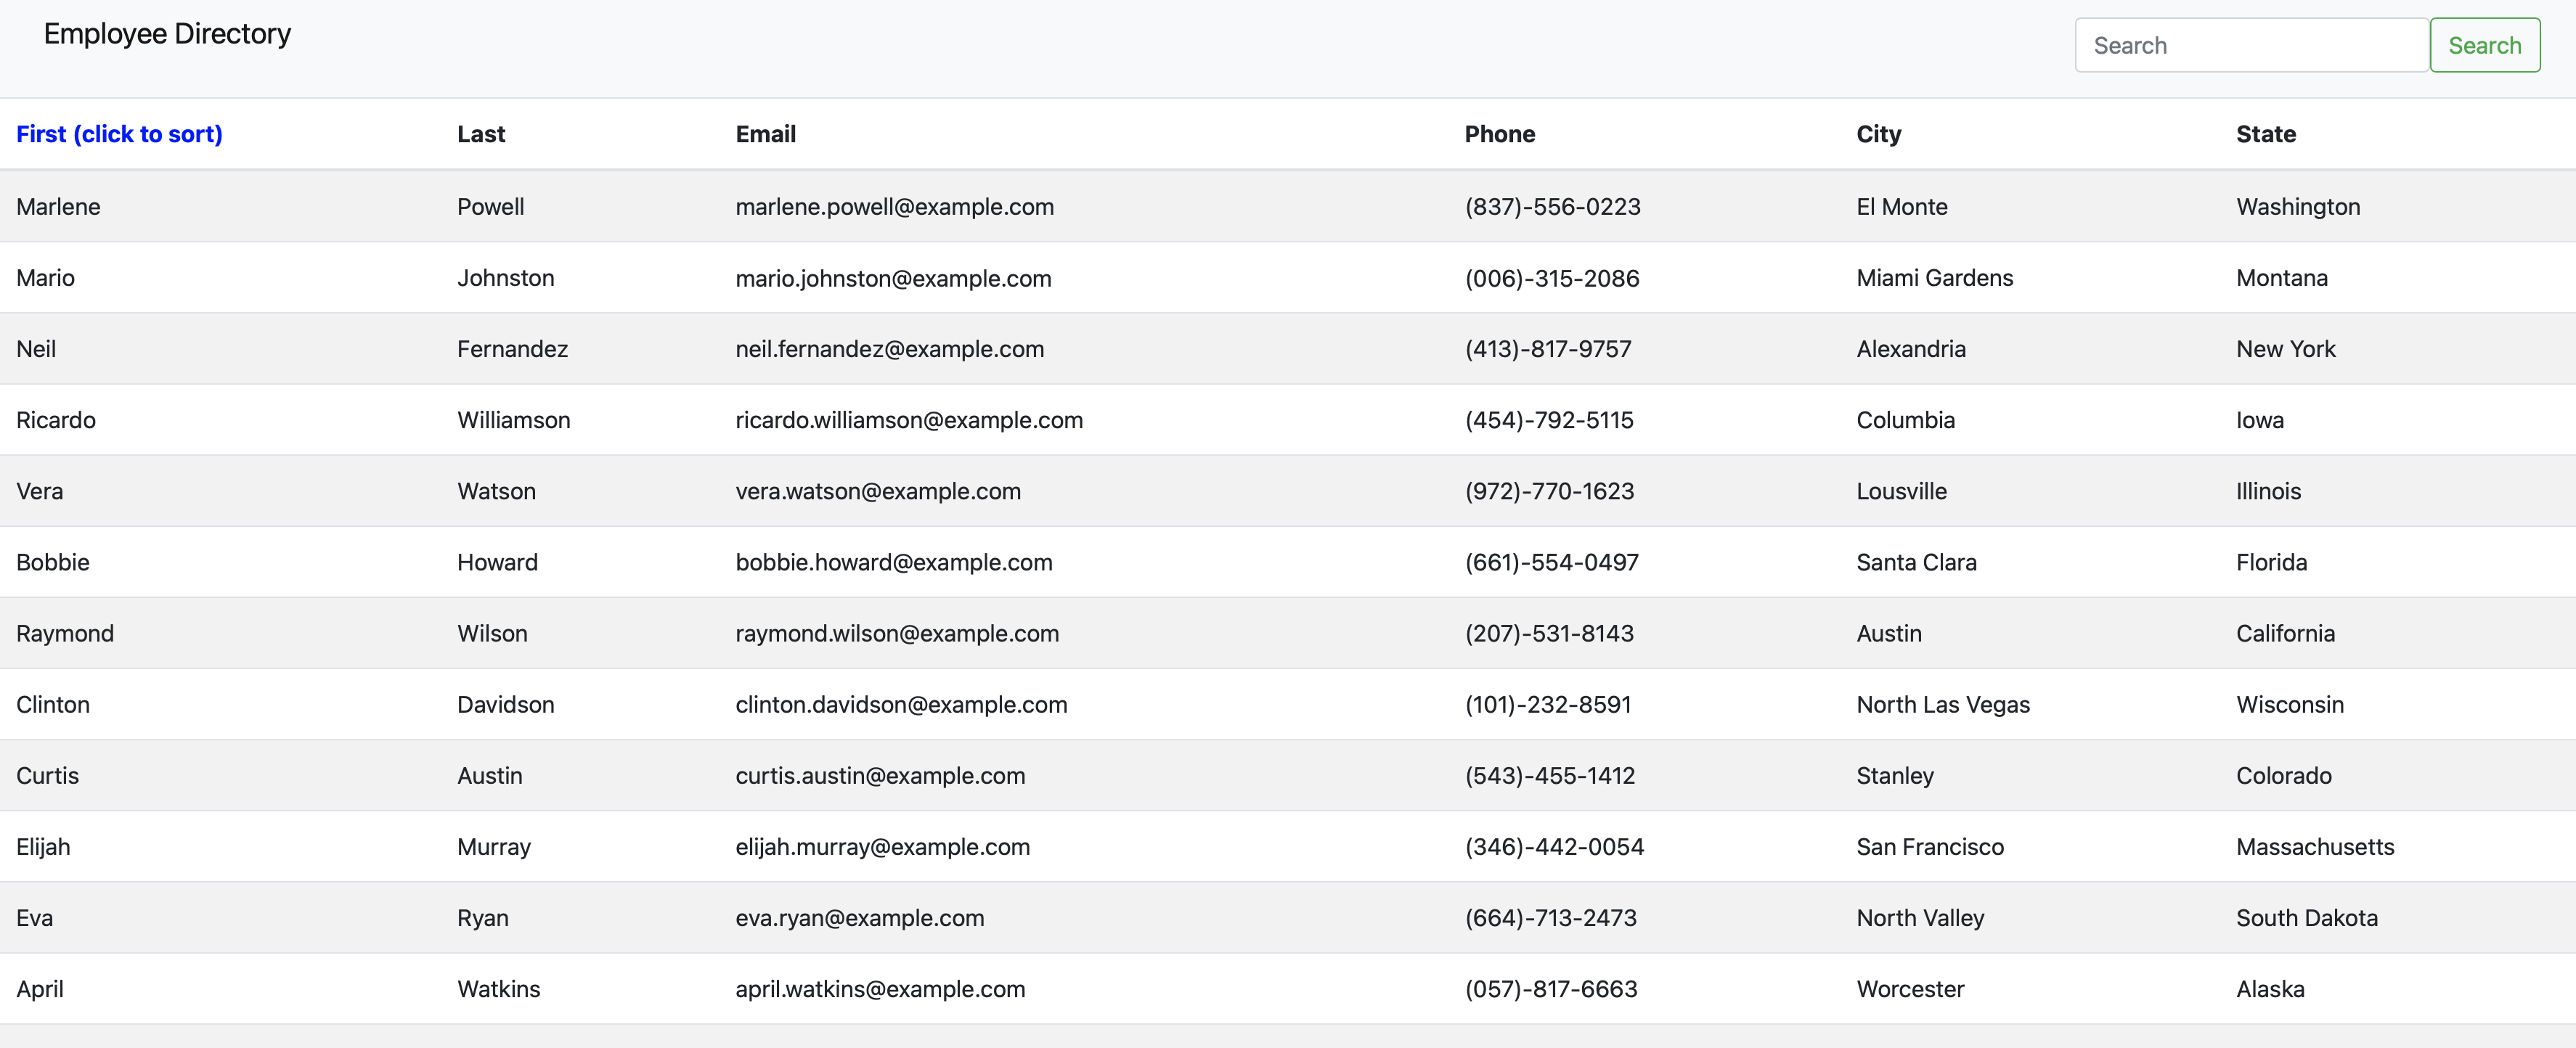 Employee Directory
Search Search
First (click to sort) Last Email Phone City State
Marlene Powell marlene.powell@example.com (837)-556-0223 El Monte Washington
Mario Johnston mario.johnston@example.com (006)-315-2086 Miami Gardens Montana
Neil Fernandez neil.fernandez@example.com (413)-817-9757 Alexandria New York
Ricardo Williamson ricardo.williamson@example.com (454)-792-5115 Columbia Iowa
Vera Watson vera.watson@example.com (972)-770-1623 Lousville Illinois
Bobbie Howard bobbie.howard@example.com (661)-554-0497 Santa Clara Florida
Raymond Wilson raymond.wilson@example.com (207)-531-8143 Austin California
Clinton Davidson clinton.davidson@example.com (101)-232-8591 North Las Vegas Wisconsin
Curtis Austin curtis.austin@example.com (543)-455-1412 Stanley Colorado
Elijah Murray elijah.murray@example.com (346)-442-0054 San Francisco Massachusetts
Eva Ryan eva.ryan@example.com (664)-713-2473 North Valley South Dakota
April Watkins april.watkins@example.com (057)-817-6663 Worcester Alaska